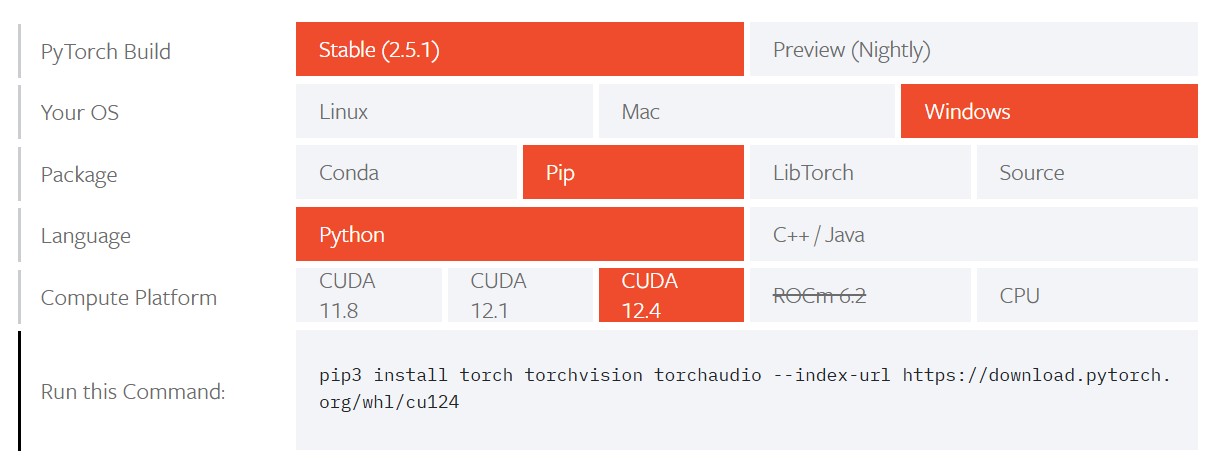 PyTorch Build
Stable (2.5.1)
Preview (Nightly)
Your OS
Linux
Mac
Windows
Package
Conda
Pip
LibTorch
Source
Language
Python
C++ / Java
Compute Platform
CUDA
11.8
CUDA
12.1
CUDA
12.4
ROCm 6.2
CPU
Run this Command:
pip3 install torch torchvision torchaudio --index-url https://download.pytorch.
org/whl/cu124